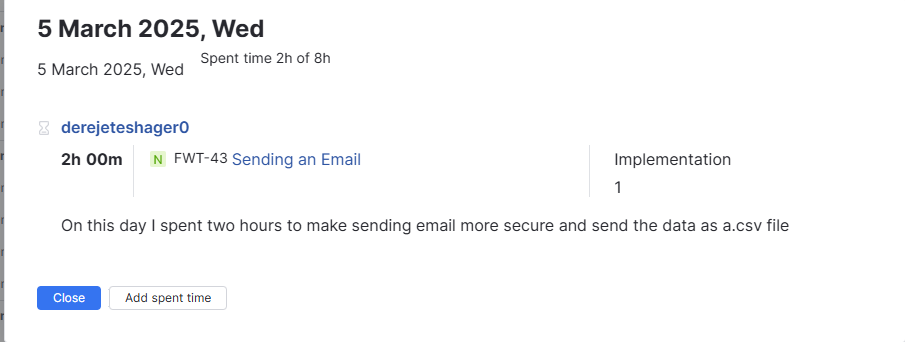 5 March 2025, Wed
5 March 2025, Wed Spent time 2h of 8h
derejeteshager0
2h 00m N FWT-43 Sending an Email Implementation
1
On this day I spent two hours to make sending email more secure and send the data as a.csv file
Close Add spent time